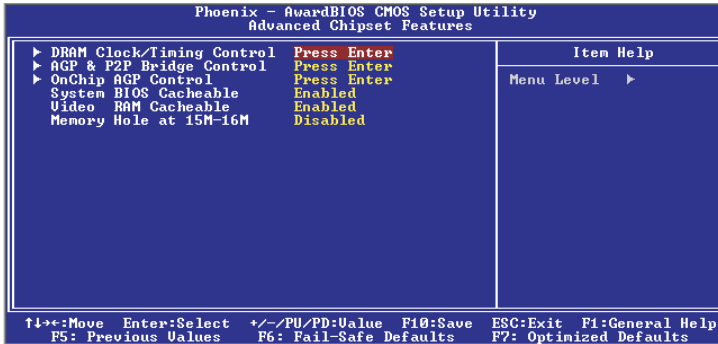 Phoenix - AwardBIOS CMOS Setup Utility
Advanced Chipset Features
► DRAM Clock/Timing Control Press Enter Item Help
► AGP & P2P Bridge Control Press Enter
► OnChip AGP Control Press Enter Menu Level ►
System BIOS Cacheable Enabled
Video RAM Cacheable Enabled
Memory Hole at 15M-16M Disabled
↑↓→←:Move Enter:Select +/-/PU/PD:Value F10:Save ESC:Exit F1:General Help
F5: Previous Values F6: Fail-Safe Defaults F7: Optimized Defaults